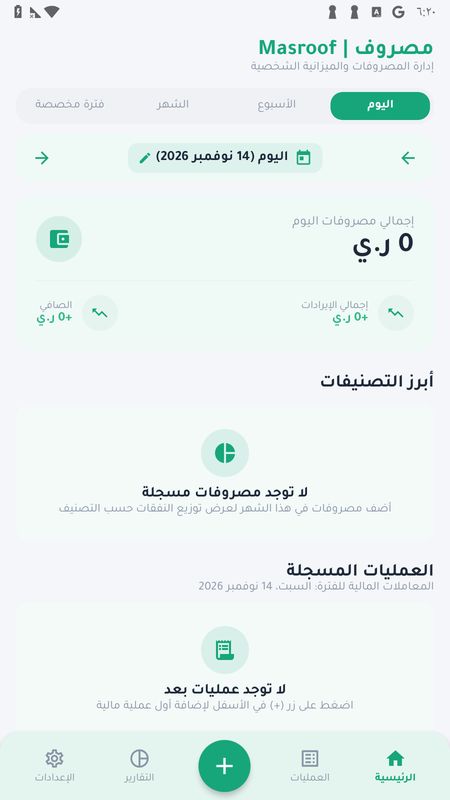 ٦:٢٠
مصروف | Masroof
إدارة المصروفات والميزانية الشخصية
اليوم
الأسبوع
الشهر
فترة مخصصة
اليوم (14 نوفمبر 2026)
إجمالي مصروفات اليوم
0 ر.ي
إجمالي الإيرادات
+0 ر.ي
الصافي
+0 ر.ي
أبرز التصنيفات
لا توجد مصروفات مسجلة
أضف مصروفات في هذا الشهر لعرض توزيع النفقات حسب التصنيف
العمليات المسجلة
المعاملات المالية للفترة: السبت، 14 نوفمبر 2026
لا توجد عمليات بعد
اضغط على زر (+) في الأسفل لإضافة أول عملية مالية
الرئيسية
العمليات
التقارير
الإعدادات